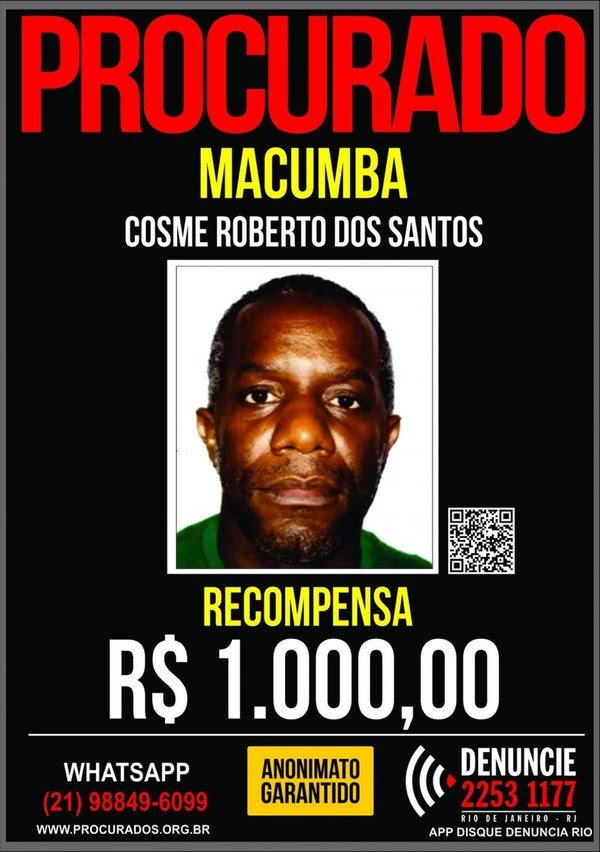 PROCURADO
MACUMBA
COSME ROBERTO DOS SANTOS
RECOMPENSA
R$ 1.000,00
WHATSAPP
(21) 98849-6099
WWW.PROCURADOS.ORG.BR
ANONIMATO
GARANTIDO
DENUNCIE
2253 1177
RIO DE JANEIRO - RJ
APP DISQUE DENUNCIA RIO